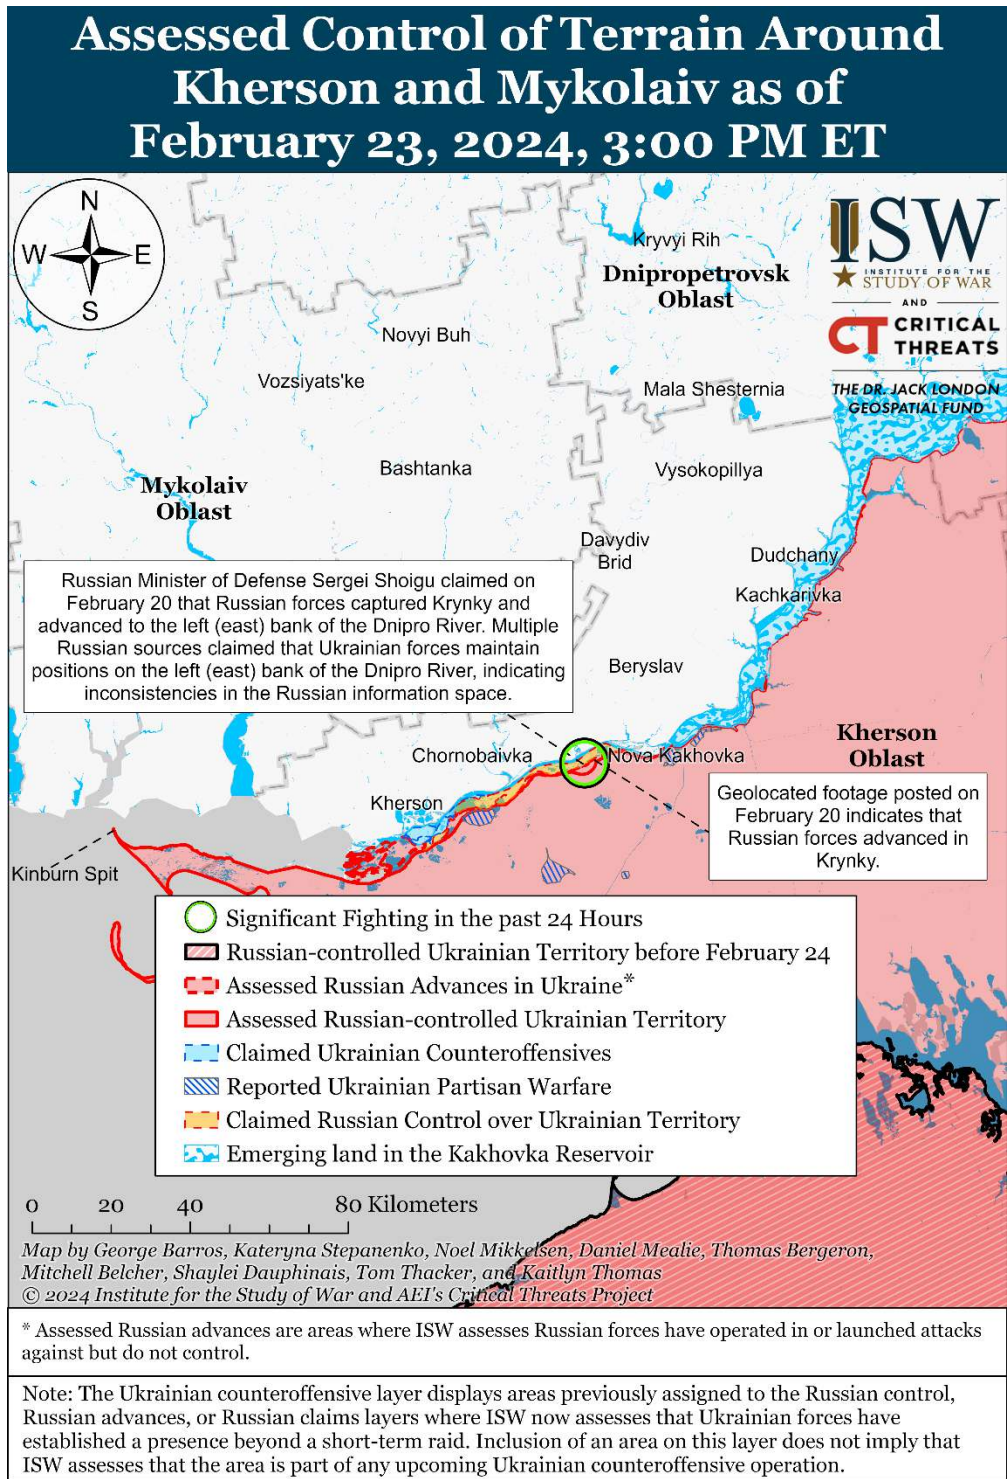 Assessed Control of Terrain Around
Kherson and Mykolaiv as of
February 23, 2024, 3:00 PM ET
N
W
E
S
ISW
INSTITUTE FOR THE
STUDY OF WAR
AND
CT CRITICAL
THREATS
THE DR. JACK LONDON
GEOSPATIAL FUND
Kryvyi Rih
Dnipropetrovsk
Oblast
Novyi Buh
Vozsiyats'ke
Mala Shesternia
Bashtanka
Vysokopillya
Mykolaiv
Oblast
Davydiv
Brid
Dudchany
Kachkarivka
Russian Minister of Defense Sergei Shoigu claimed on
February 20 that Russian forces captured Krynky and
advanced to the left (east) bank of the Dnipro River. Multiple
Russian sources claimed that Ukrainian forces maintain
positions on the left (east) bank of the Dnipro River, indicating
inconsistencies in the Russian information space.
Beryslav
Kherson
Oblast
Chornobaivka
Nova Kakhovka
Kherson
Geolocated footage posted on
February 20 indicates that
Russian forces advanced in
Krynky.
Kinburn Spit
Significant Fighting in the past 24 Hours
Russian-controlled Ukrainian Territory before February 24
Assessed Russian Advances in Ukraine*
Assessed Russian-controlled Ukrainian Territory
Claimed Ukrainian Counteroffensives
Reported Ukrainian Partisan Warfare
Claimed Russian Control over Ukrainian Territory
Emerging land in the Kakhovka Reservoir
0 20 40 80 Kilometers
Map by George Barros, Kateryna Stepanenko, Noel Mikkelsen, Daniel Mealie, Thomas Bergeron,
Mitchell Belcher, Shaylei Dauphinais, Tom Thacker, and Kaitlyn Thomas
© 2024 Institute for the Study of War and AEI's Critical Threats Project
* Assessed Russian advances are areas where ISW assesses Russian forces have operated in or launched attacks
against but do not control.
Note: The Ukrainian counteroffensive layer displays areas previously assigned to the Russian control,
Russian advances, or Russian claims layers where ISW now assesses that Ukrainian forces have
established a presence beyond a short-term raid. Inclusion of an area on this layer does not imply that
ISW assesses that the area is part of any upcoming Ukrainian counteroffensive operation.